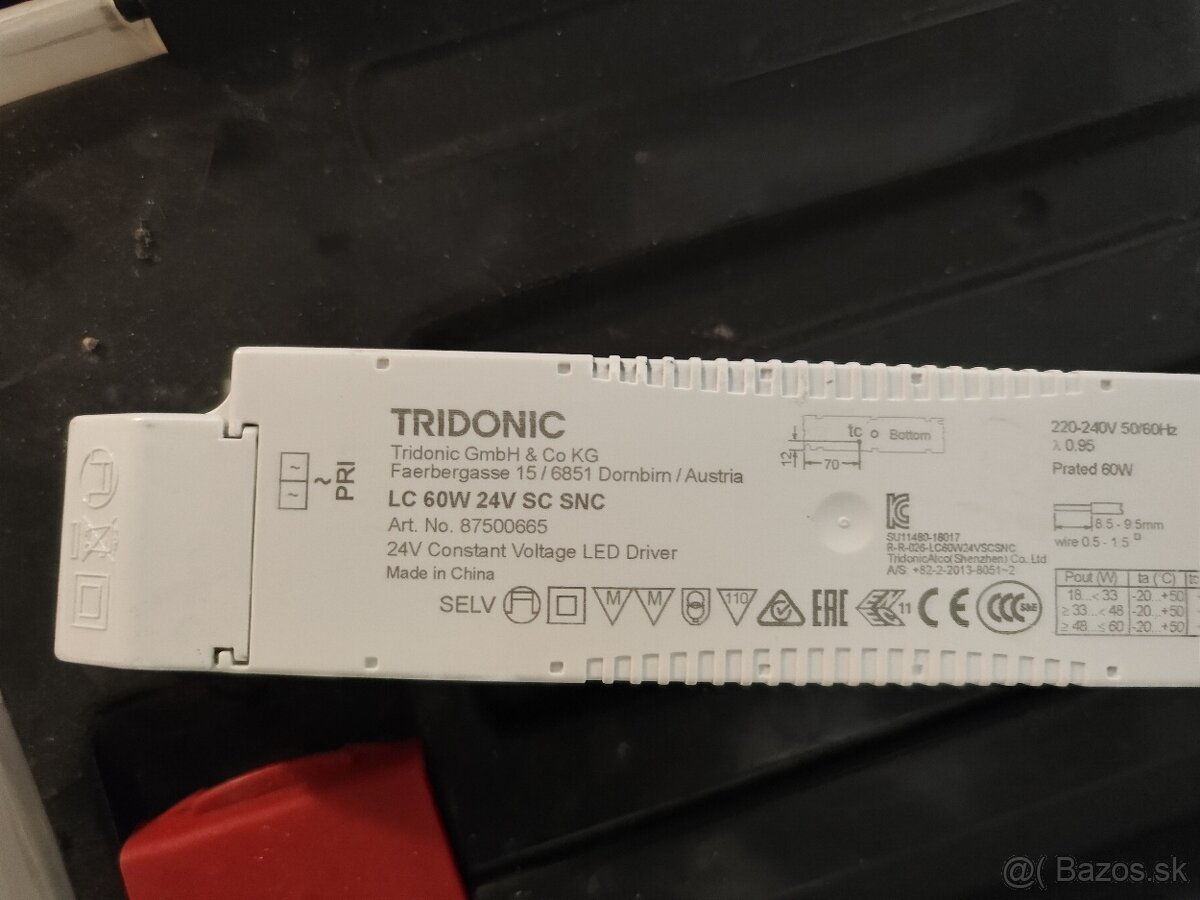 TRIDONIC
Tridonic GmbH & Co KG
Faerbergasse 15 / 6851 Dornbirn / Austria
LC 60W 24V SC SNC
Art. No. 87500665
24V Constant Voltage LED Driver
Made in China
SELV
M
M
110
EAC
11
CE
CCC
S&E
~
~
~
PRI
tc
Bottom
12
70
SU11480-18017
R-R-026-LC60W24VSCSNC
TridonicAtco(Shenzhen) Co. Ltd
A/S: +82-2-2013-8051~2
220-240V 50/60Hz
λ 0.95
Prated 60W
8.5 - 9.5mm
wire 0.5 - 1.5
Pout (W) ta (°C)
18...< 33 -20...+50
≥ 33...< 48 -20...+50
≥ 48...≤ 60 -20...+50
@( Bazos.sk